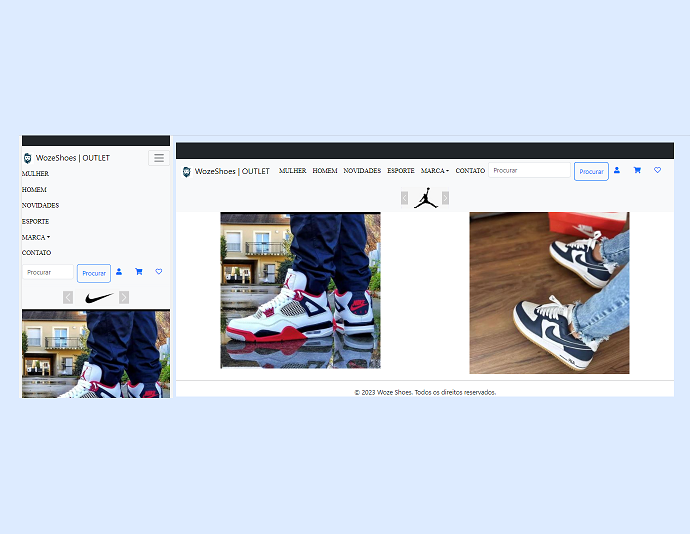 WozeShoes | OUTLET
MULHER
HOMEM
NOVIDADES
ESPORTE
MARCA
CONTATO
Procurar Procurar
WozeShoes | OUTLET MULHER HOMEM NOVIDADES ESPORTE MARCA CONTATO Procurar Procurar
© 2023 Woze Shoes. Todos os direitos reservados.